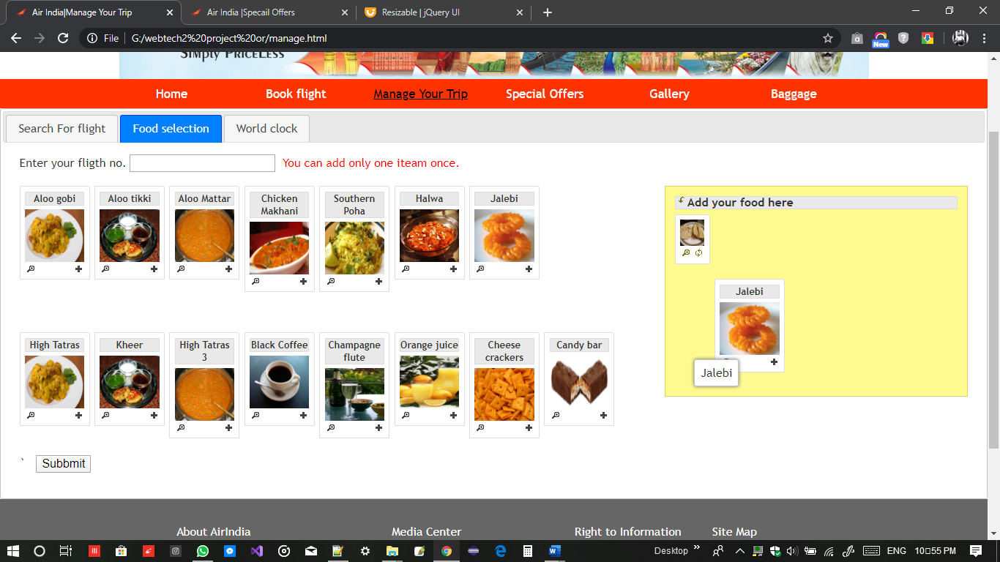 Air India|Manage Your Trip
Air India |Specail Offers
Resizable | jQuery UI
File G:/webtech2%20project%20or/manage.html
New
SIMPLY PRICELESS
Home Book flight Manage Your Trip Special Offers Gallery Baggage
Search For flight Food selection World clock
Enter your fligth no. You can add only one iteam once.
Aloo gobi
Aloo tikki
Aloo Mattar
Chicken
Makhani
Southern
Poha
Halwa
Jalebi
Add your food here
Jalebi
Jalebi
High Tatras
Kheer
High Tatras
3
Black Coffee
Champagne
flute
Orange juice
Cheese
crackers
Candy bar
` Subbmit
About AirIndia Media Center Right to Information Site Map
Desktop » ENG 10□55 PM